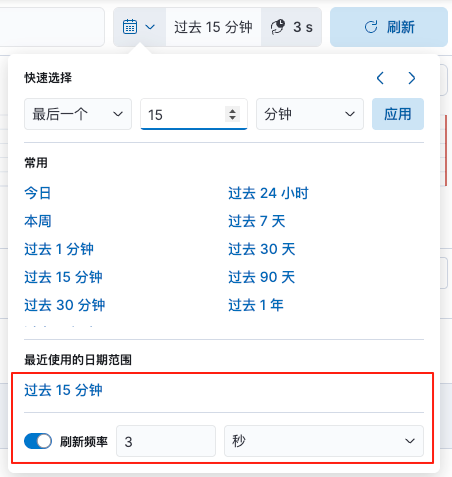 过去 15 分钟 3 s 刷新
快速选择
最后一个 15 分钟 应用
常用
今日 过去 24 小时
本周 过去 7 天
过去 1 分钟 过去 30 天
过去 15 分钟 过去 90 天
过去 30 分钟 过去 1 年
最近使用的日期范围
过去 15 分钟
刷新频率 3 秒